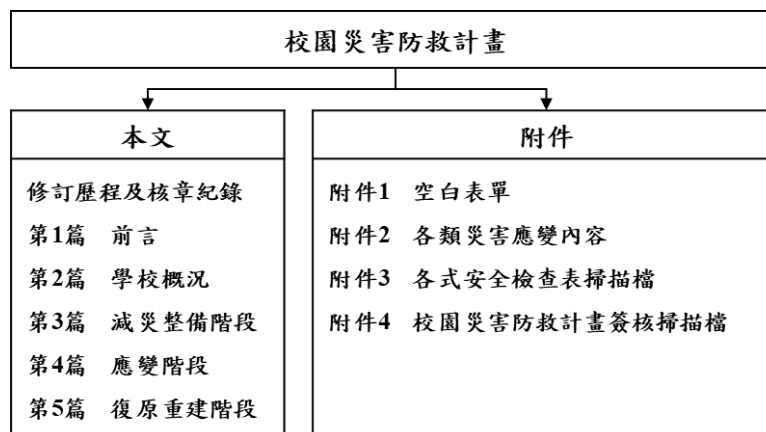 校園災害防救計畫
本文
修訂歷程及核章紀錄
第1篇 前言
第2篇 學校概況
第3篇 減災整備階段
第4篇 應變階段
第5篇 復原重建階段
附件
附件1 空白表單
附件2 各類災害應變內容
附件3 各式安全檢查表掃描檔
附件4 校園災害防救計畫簽核掃描檔